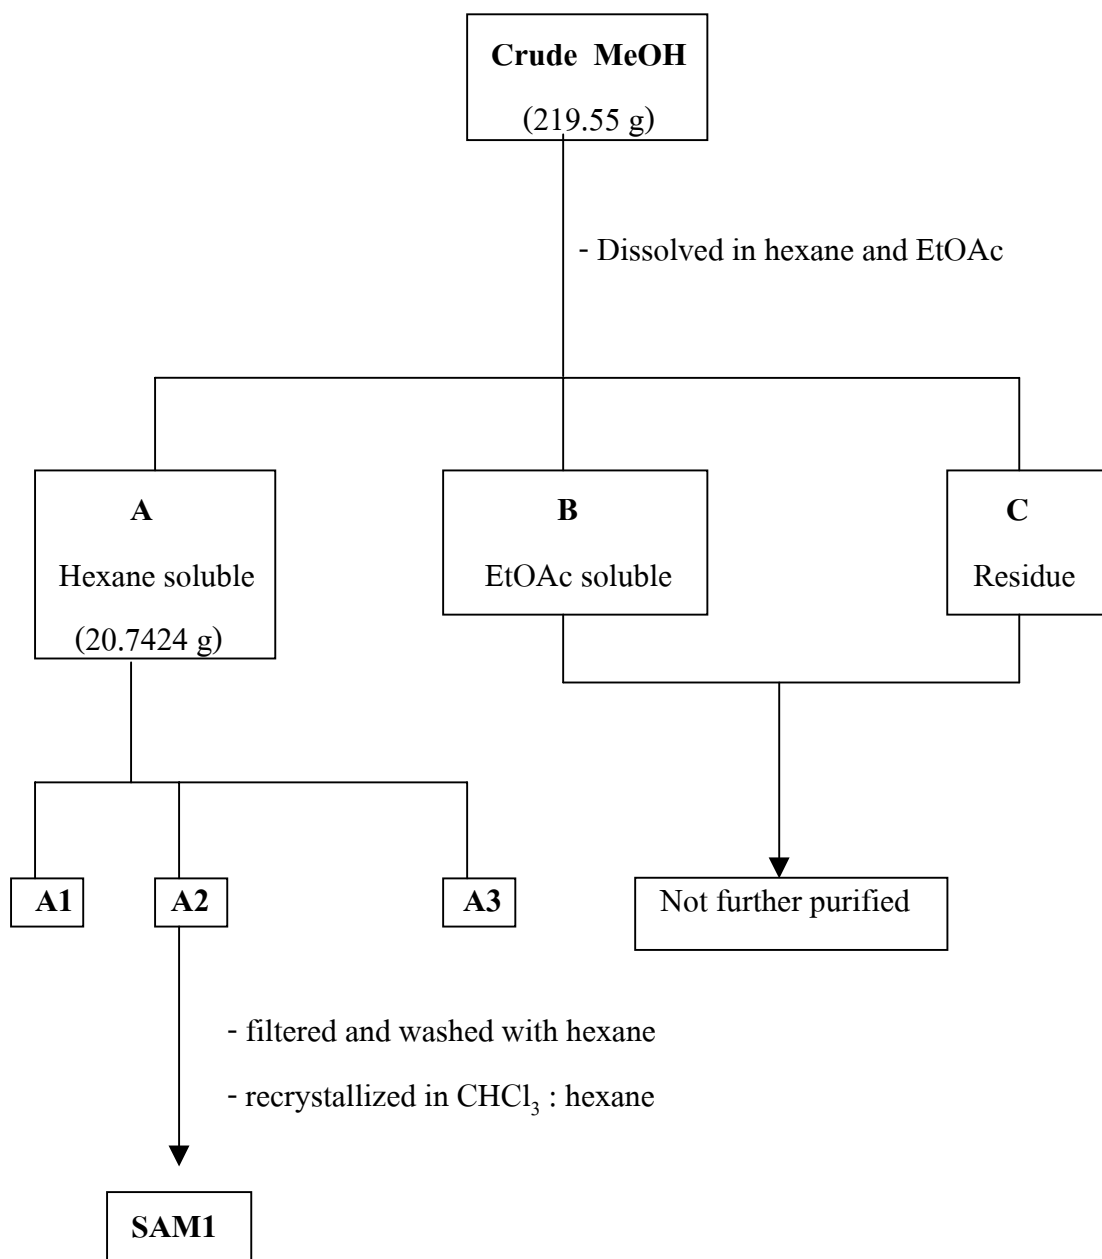 Crude MeOH
(219.55 g)
- Dissolved in hexane and EtOAc
A
Hexane soluble
(20.7424 g)
B
EtOAc soluble
C
Residue
A1
A2
A3
Not further purified
- filtered and washed with hexane
- recrystallized in CHCl₃ : hexane
SAM1